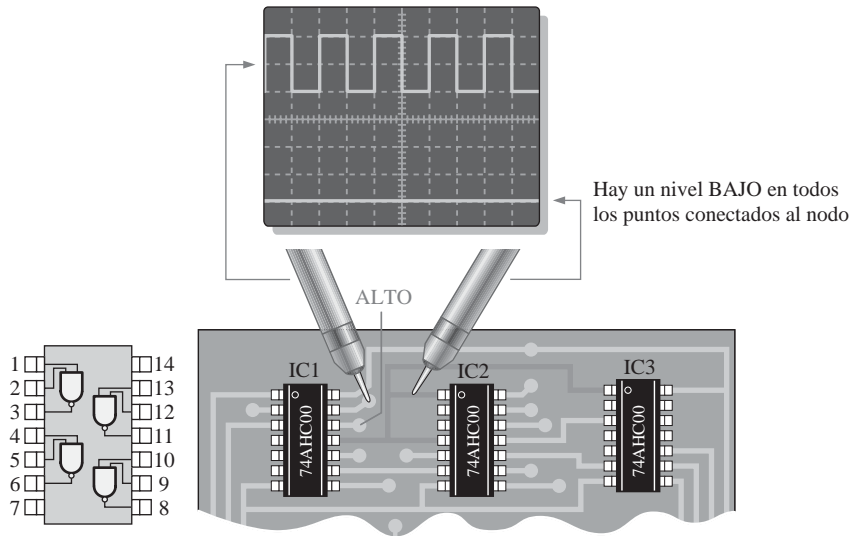 Hay un nivel BAJO en todos
los puntos conectados al nodo
ALTO
IC1
IC2
IC3
74AHC00
74AHC00
74AHC00
1
14
2
13
3
12
4
11
5
10
6
9
7
8